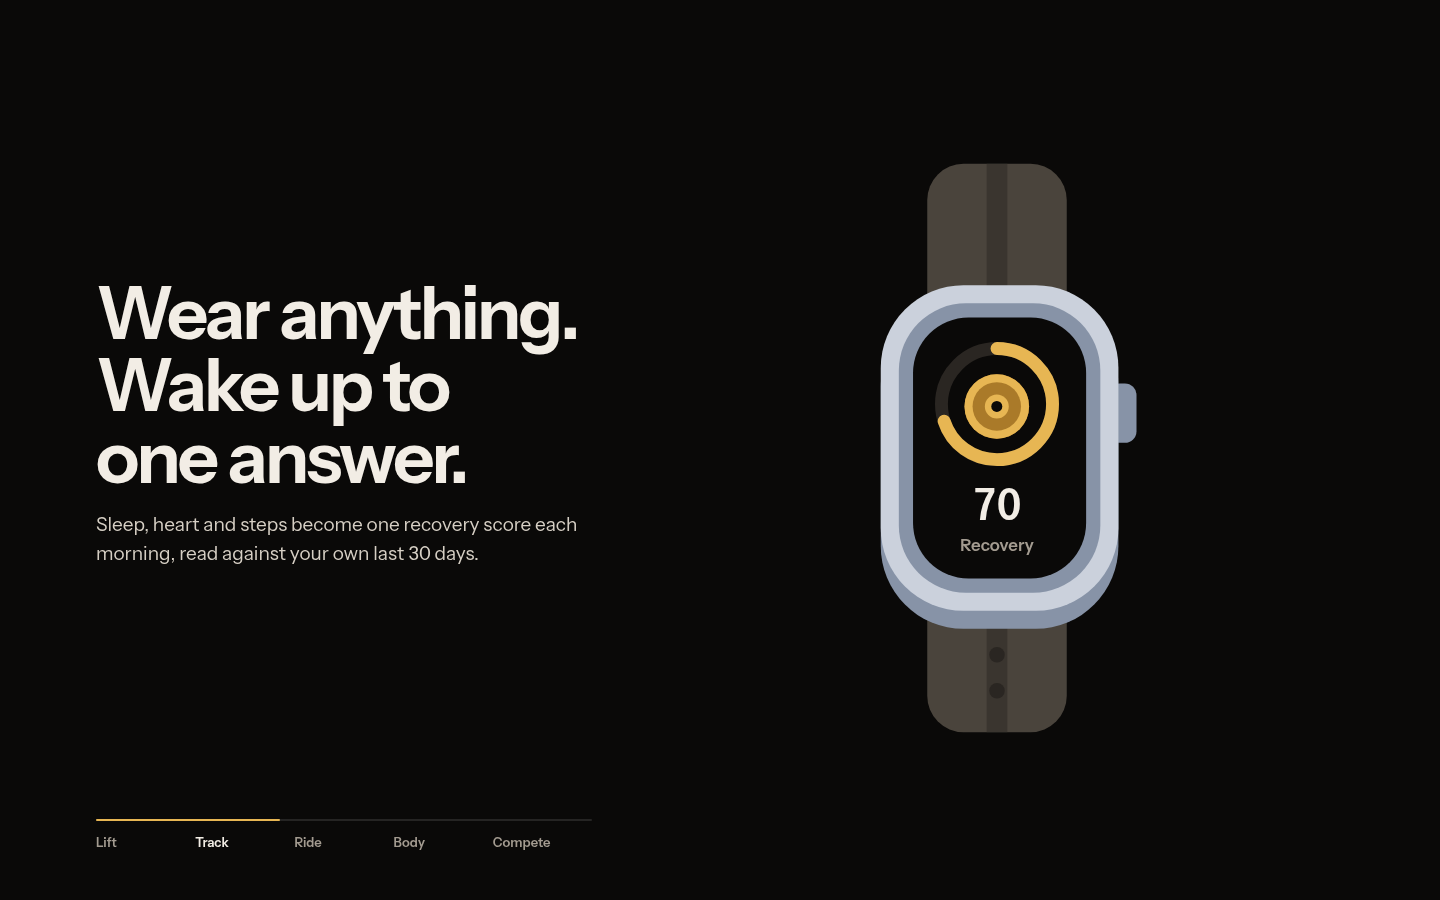 Wear anything.
Wake up to
one answer.
Sleep, heart and steps become one recovery score each
morning, read against your own last 30 days.
70
Recovery
Lift
Track
Ride
Body
Compete